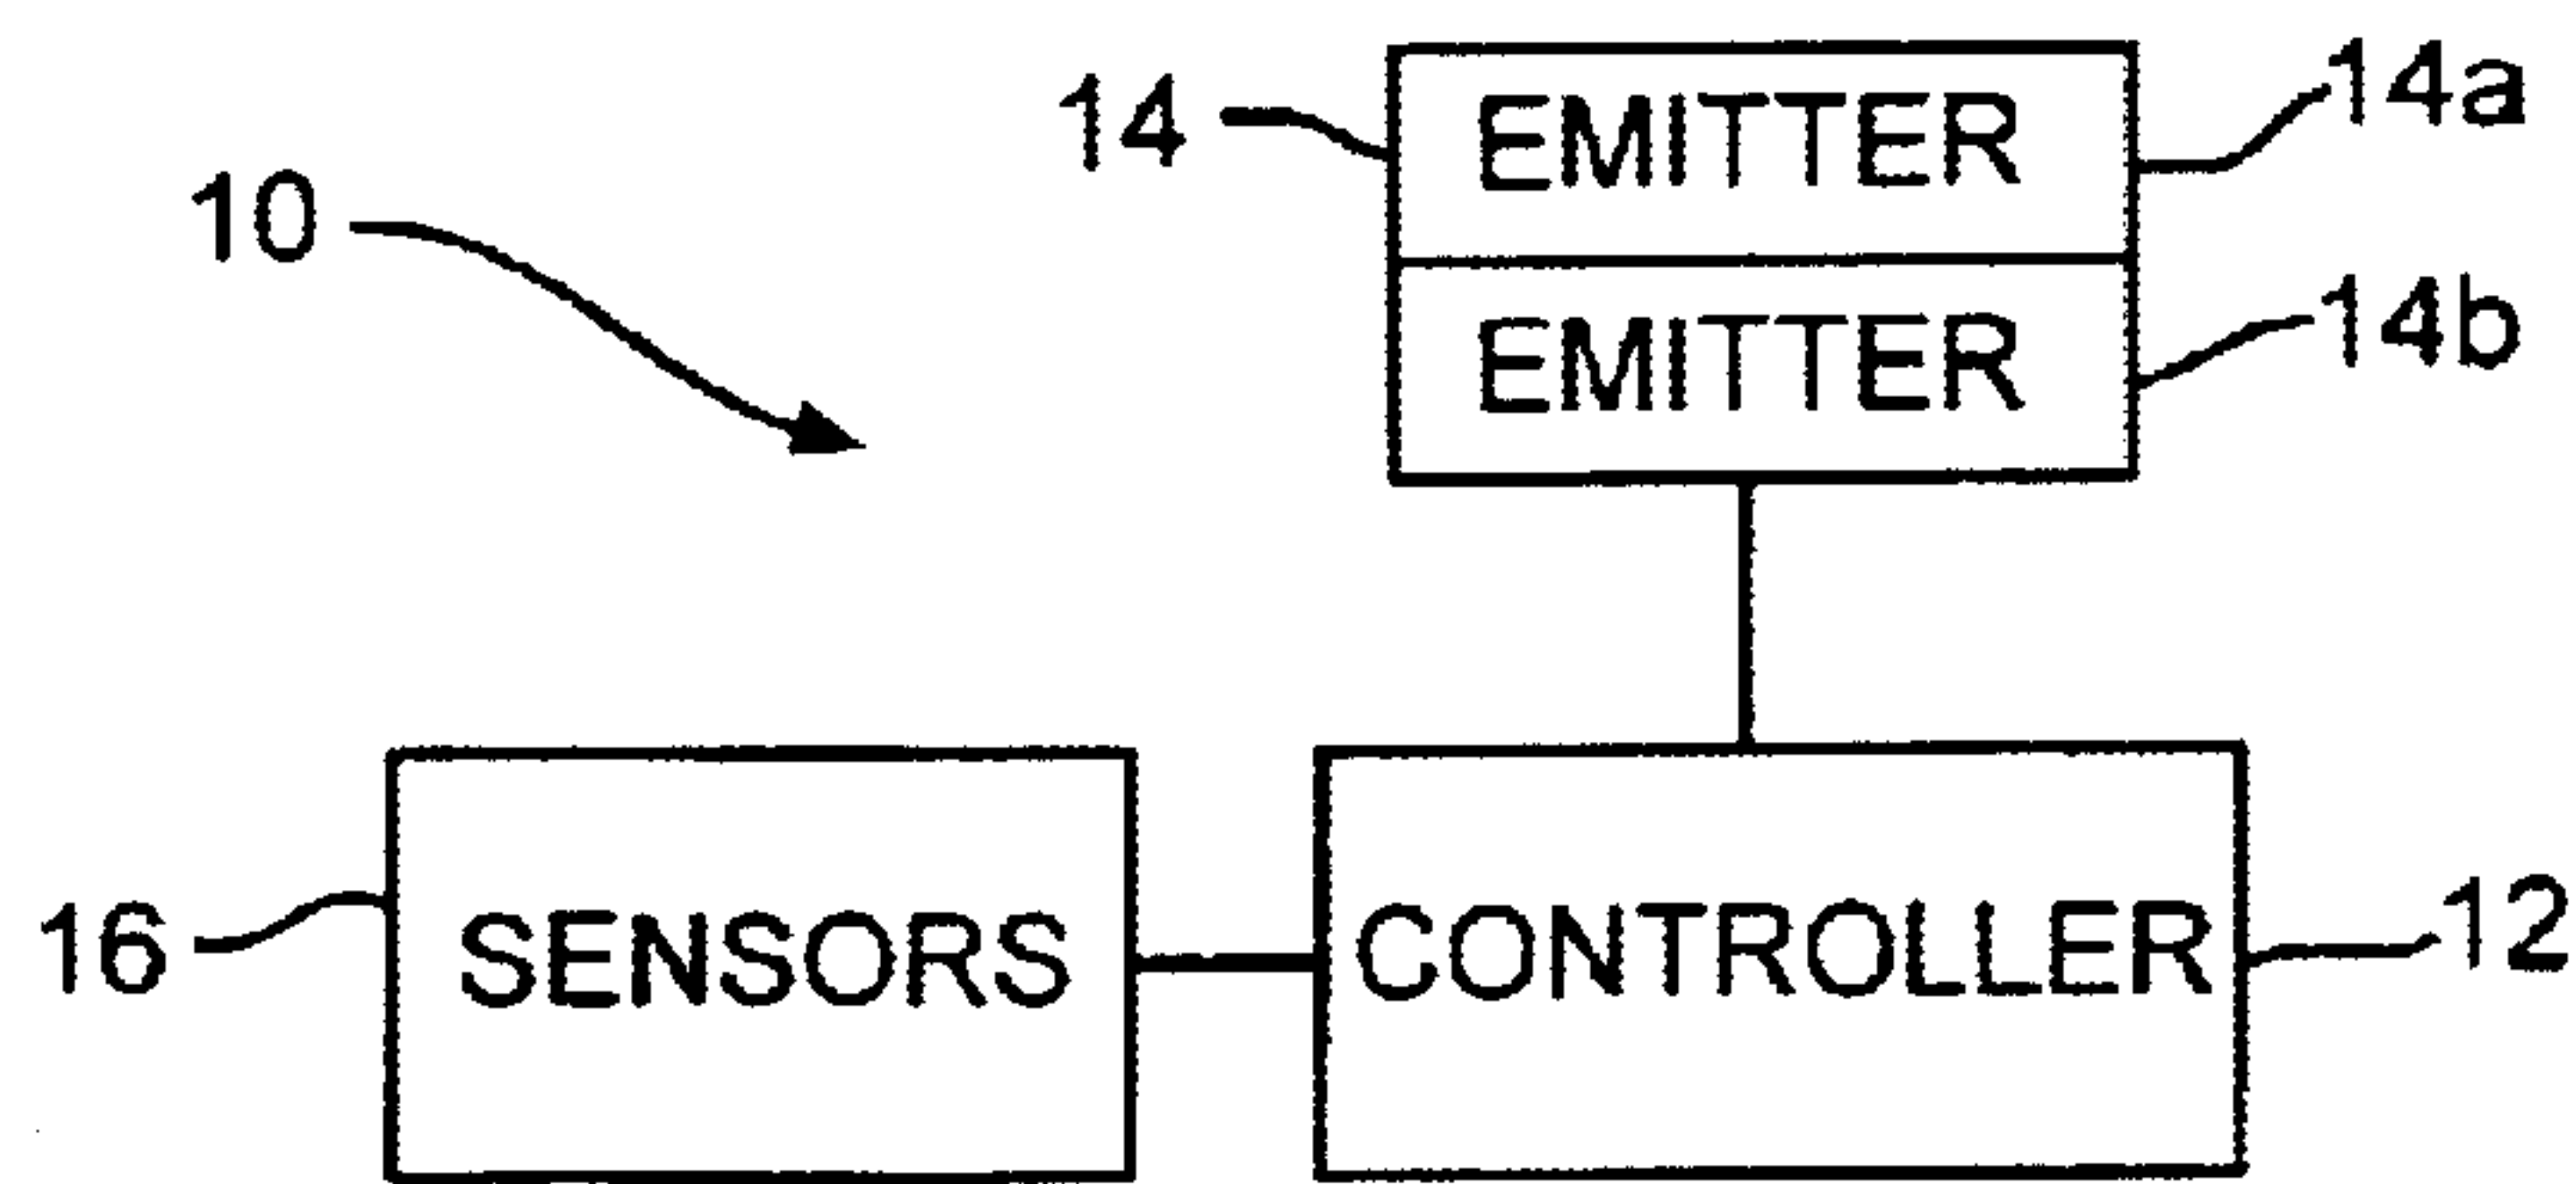 14 EMITTER 14a
10
EMITTER 14b
16 SENSORS CONTROLLER 12